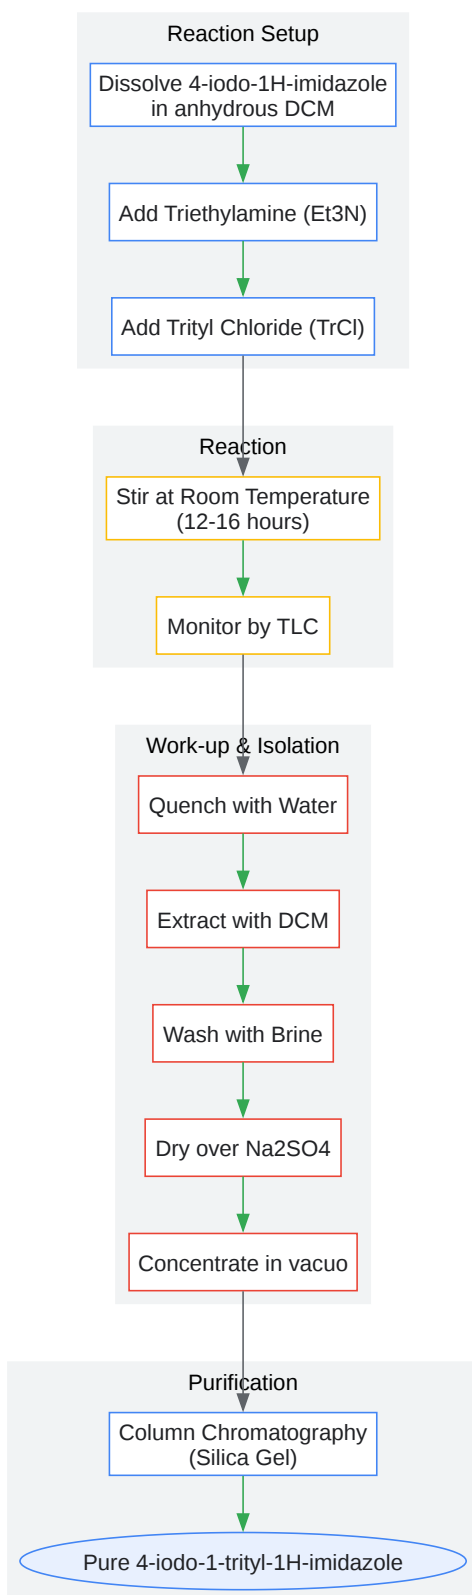 Reaction Setup
Dissolve 4-iodo-1H-imidazole
in anhydrous DCM
Add Triethylamine (Et3N)
Add Trityl Chloride (TrCl)
Reaction
Stir at Room Temperature
(12-16 hours)
Monitor by TLC
Work-up & Isolation
Quench with Water
Extract with DCM
Wash with Brine
Dry over Na2SO4
Concentrate in vacuo
Purification
Column Chromatography
(Silica Gel)
Pure 4-iodo-1-trityl-1H-imidazole